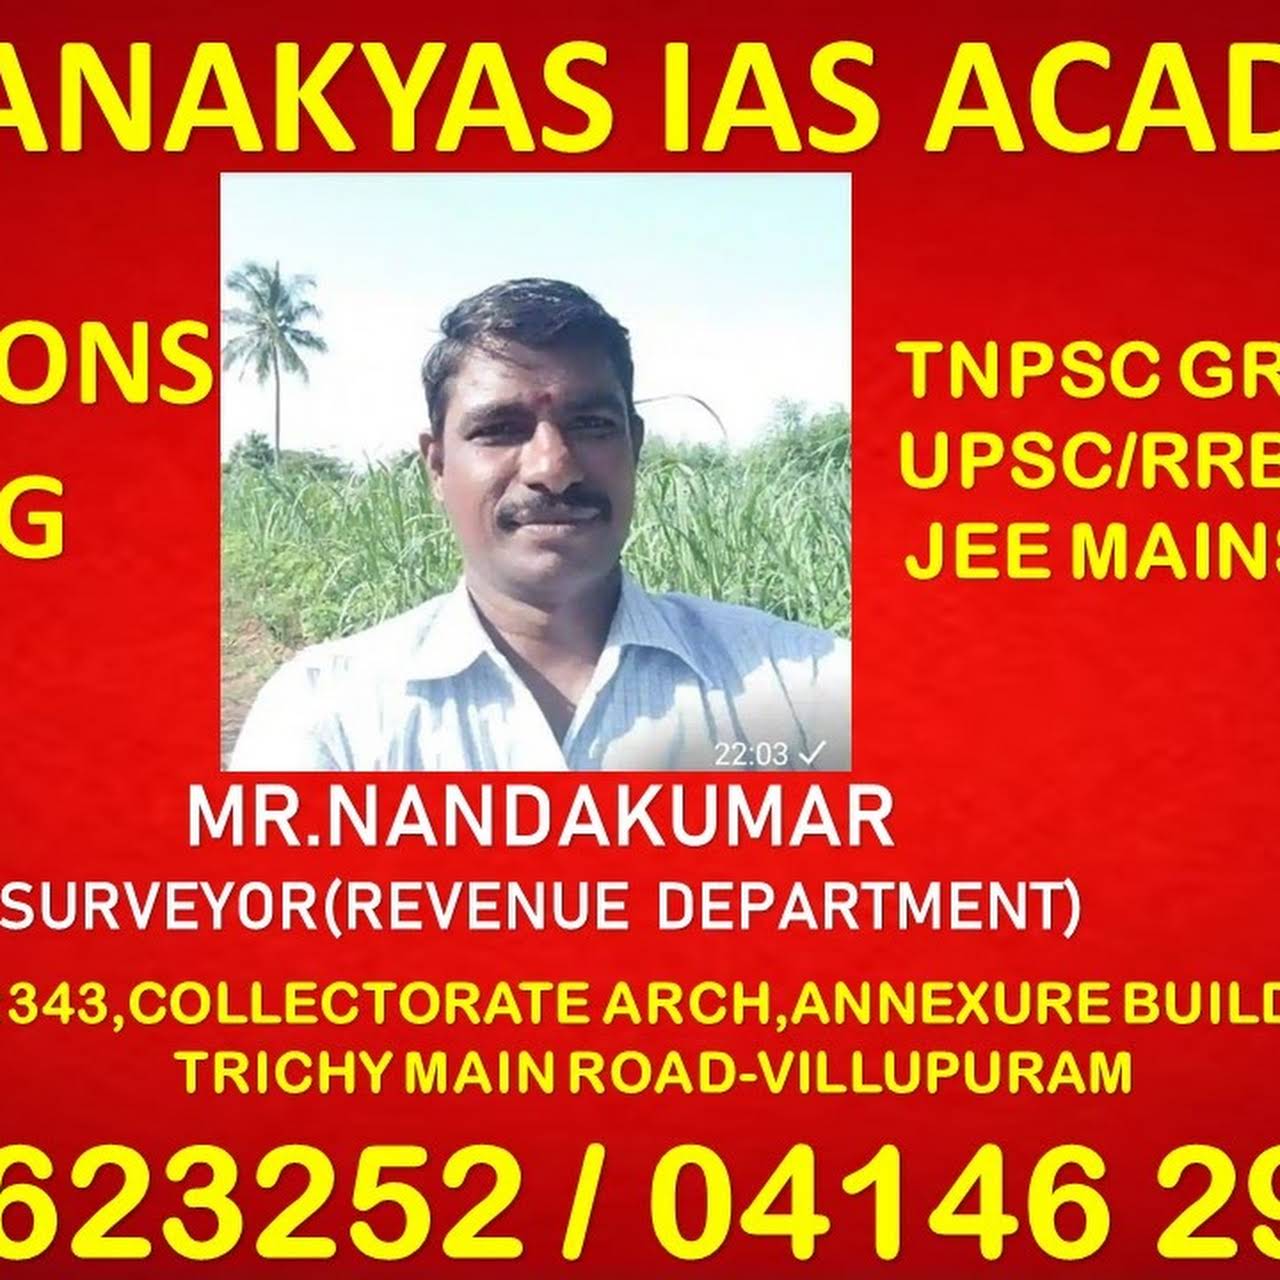 ANAKYAS IAS ACAD
ONS
G
TNPSC GR
UPSC/RRB
JEE MAINS
22:03 ✓
MR.NANDAKUMAR
SURVEYOR(REVENUE DEPARTMENT)
343,COLLECTORATE ARCH,ANNEXURE BUILD
TRICHY MAIN ROAD-VILLUPURAM
623252 / 04146 29